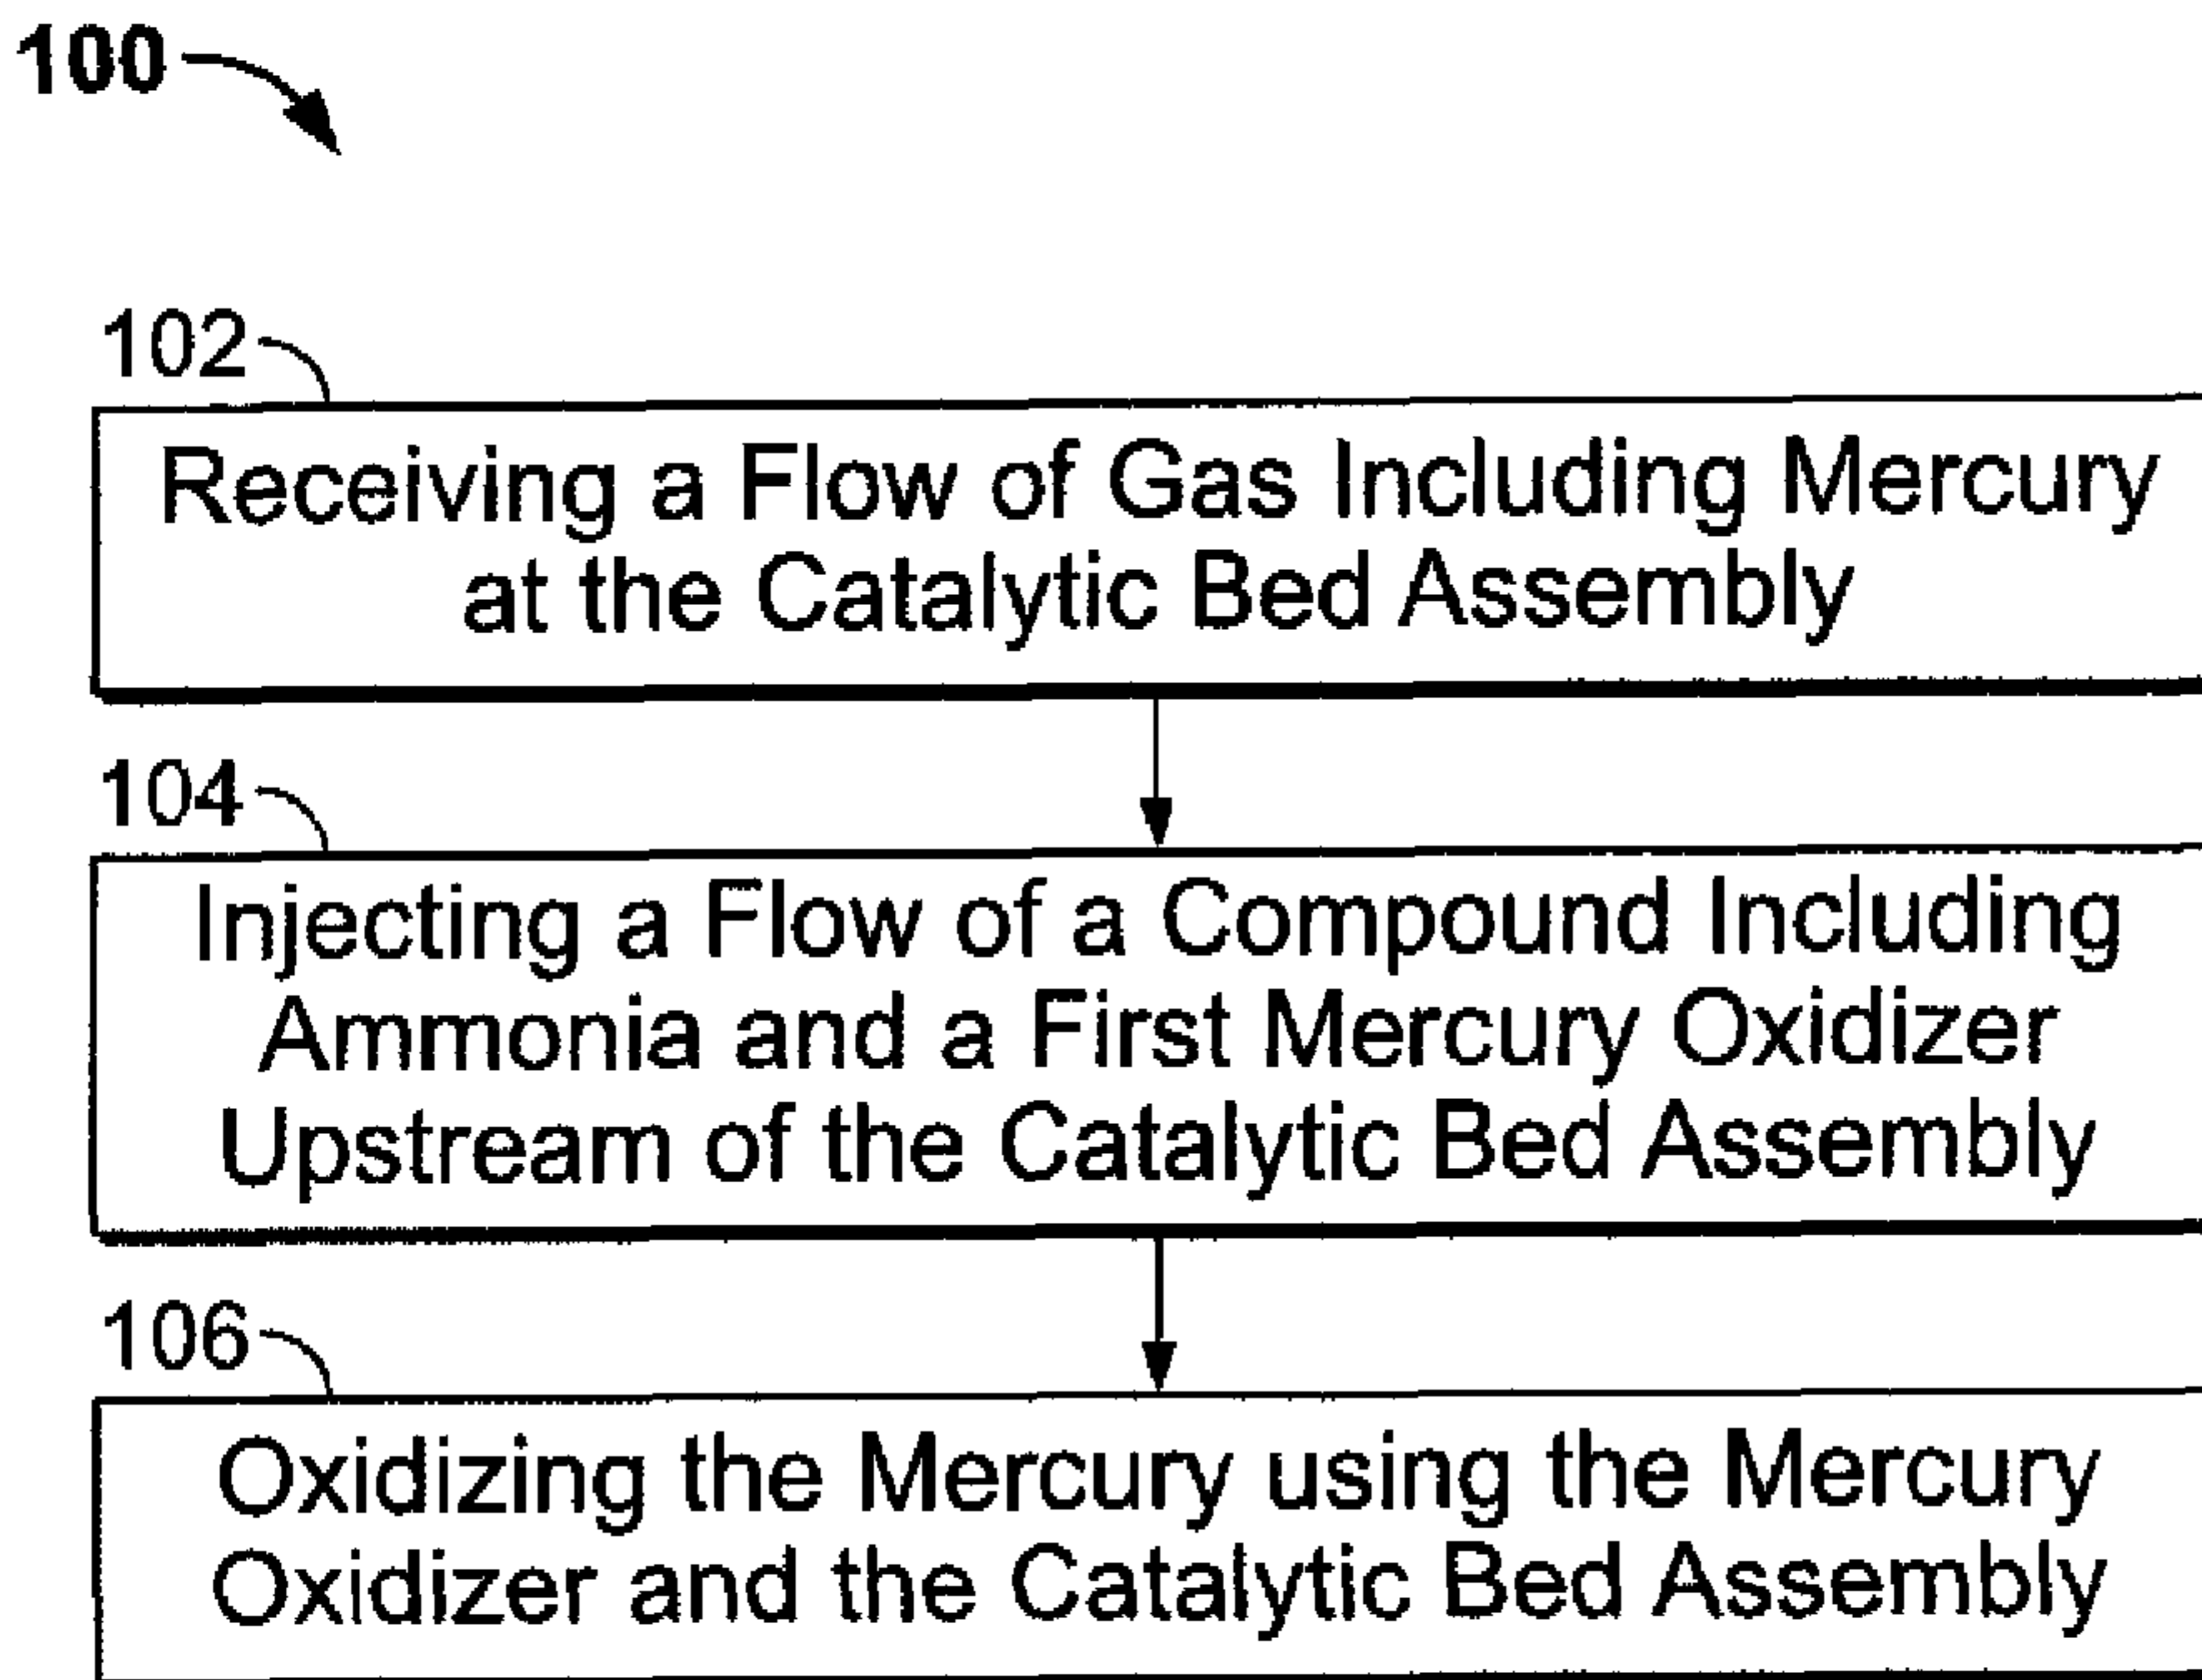 100
102
Receiving a Flow of Gas Including Mercury
at the Catalytic Bed Assembly
104
Injecting a Flow of a Compound Including
Ammonia and a First Mercury Oxidizer
Upstream of the Catalytic Bed Assembly
106
Oxidizing the Mercury using the Mercury
Oxidizer and the Catalytic Bed Assembly